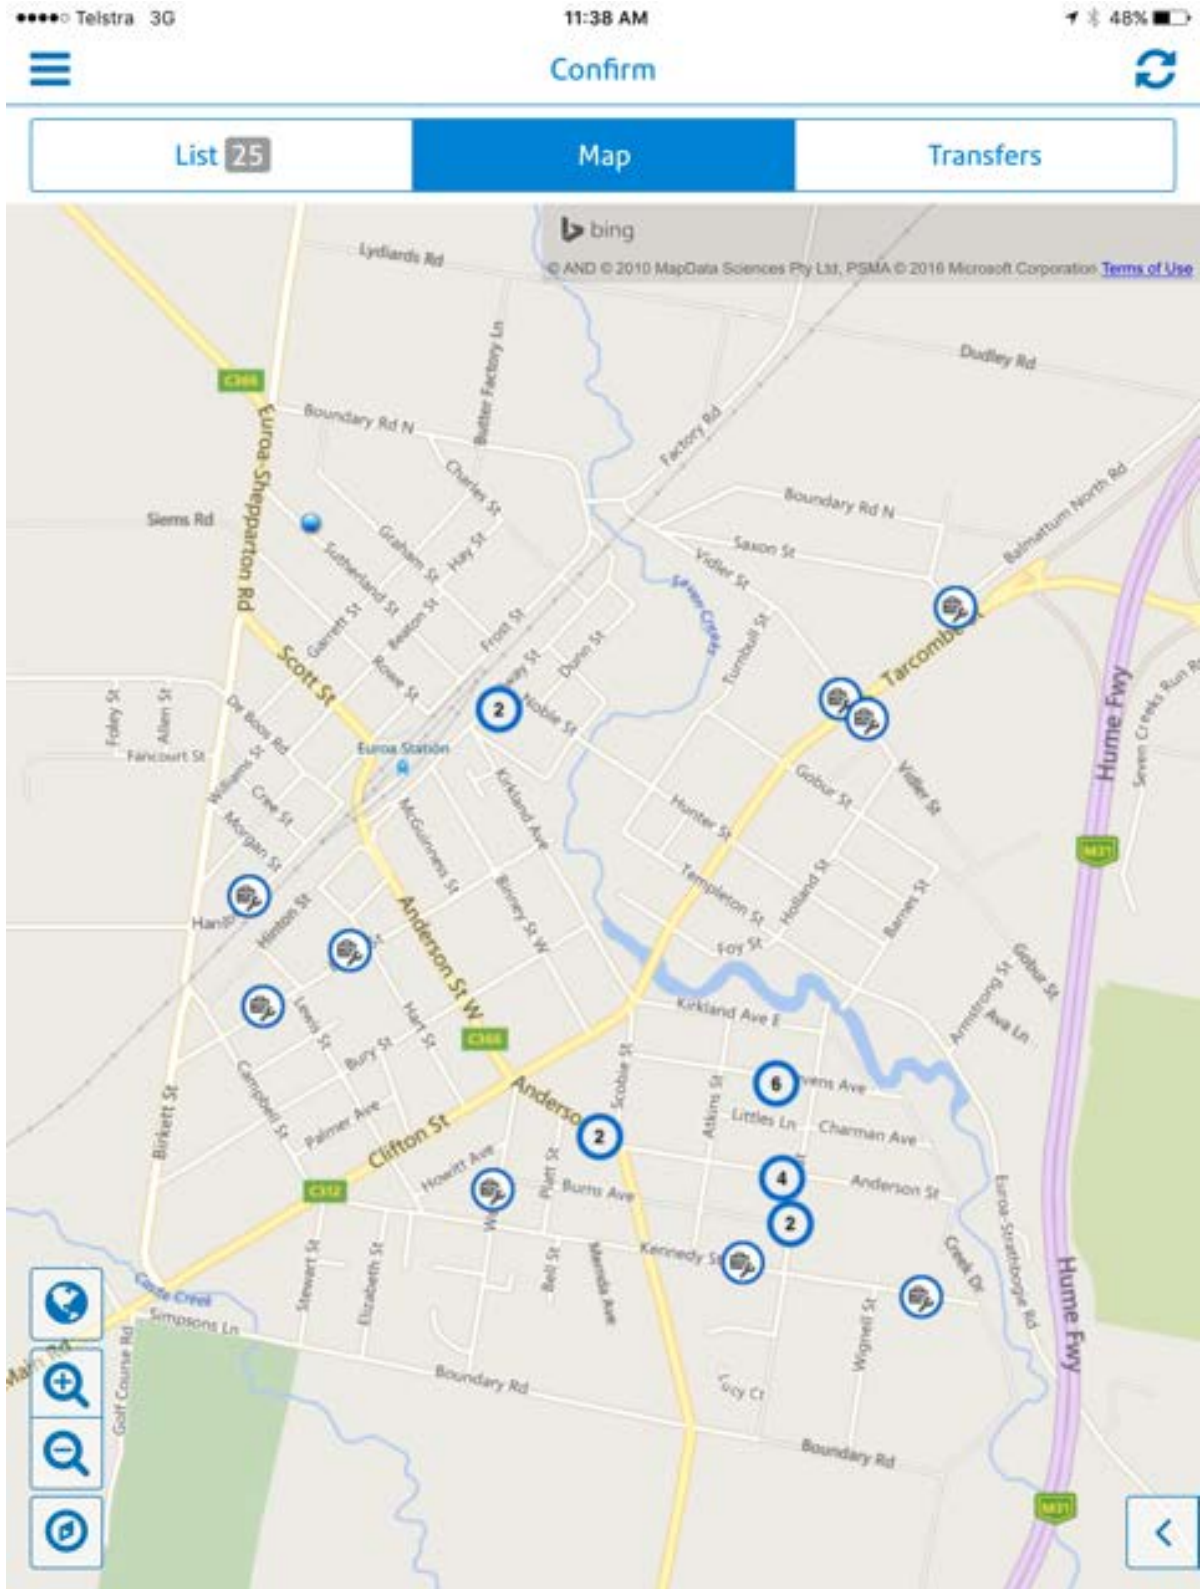 Telstra 3G
11:38 AM
48%
Confirm
List 25
Map
Transfers
bing
© AND © 2010 MapData Sciences Pty Ltd, PSMA © 2016 Microsoft Corporation Terms of Use
Lydiards Rd
Dudley Rd
Butter Factory Ln
C366
Boundary Rd N
Factory Rd
Euroa-Shepparton Rd
Charles St
Balmattum North Rd
Boundary Rd N
Siems Rd
Graham St
Hay St
Saxon St
Vidler St
Sutherland St
Seven Creeks
Garrett St
Beaton St
Frost St
Dunn St
Turnbull St
Tarcombe
Scott St
Rowe St
way St
Noble St
2
Hume Fwy
Seven Creeks Run R
Foley St
Allen St
De Boos Rd
Fancourt St
Euroa Station
Williams St
Cree St
Kirkland Ave
Gobur St
Vidler St
McGuinness St
Hunter St
Morgan St
M31
Binney St W
Templeton St
Holland St
Barnes St
Hinton St
Anderson St W
Foy St
Gobur St
Armstrong St
Lewis St
Hart St
Kirkland Ave E
Ava Ln
C366
Bury St
Scobie St
Campbell St
Anderso
6
vens Ave
Atkins St
Littles Ln
Charman Ave
Birkett St
Palmer Ave
Clifton St
2
Howitt Ave
Platt St
4
Anderson St
C312
Burns Ave
2
Euroa-Strathbogie Rd
Stewart St
Elizabeth St
Bell St
Merinda Ave
Kennedy St
Creek Dr
Castle Creek
Simpsons Ln
Wignell St
Hume Fwy
Main Rd
Golf Course Rd
Boundary Rd
Lucy Ct
Boundary Rd
M31